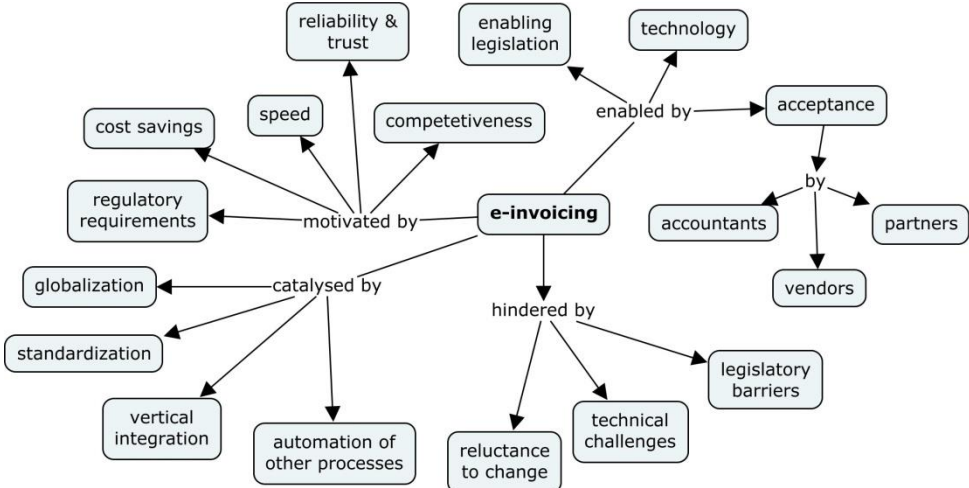 reliability &
trust
enabling
legislation
technology
cost savings
speed
competetiveness
enabled by
acceptance
regulatory
requirements
motivated by
e-invoicing
by
accountants
partners
vendors
globalization
catalysed by
hindered by
standardization
legislatory
barriers
vertical
integration
automation of
other processes
reluctance
to change
technical
challenges